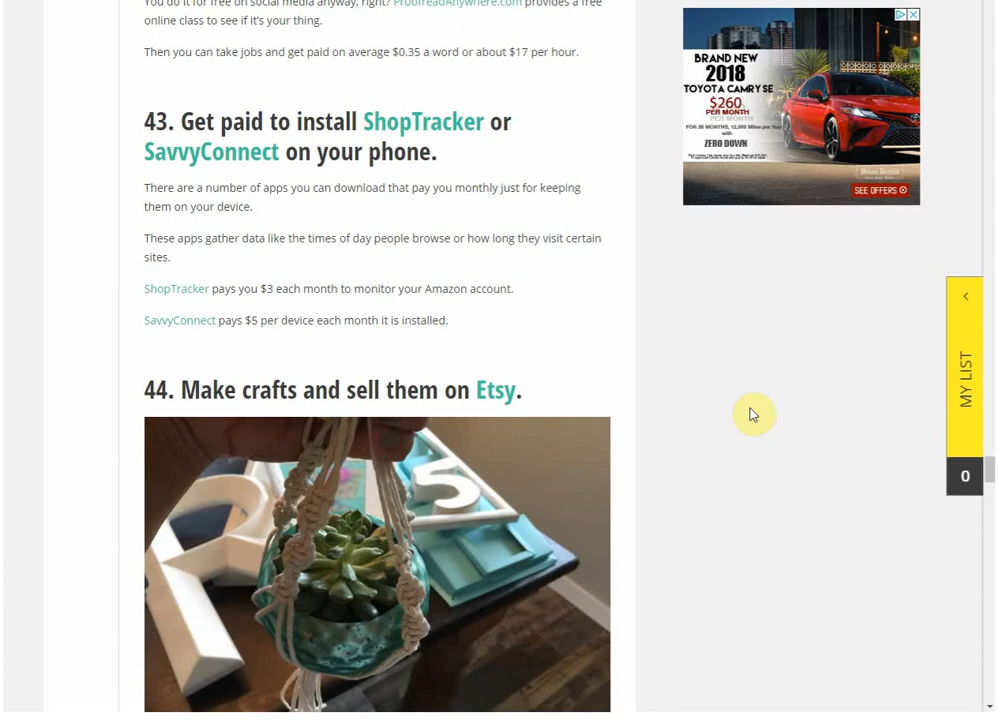 You do it for free on social media anyway, right? ProofreadAnywhere.com provides a free
online class to see if it's your thing.
Then you can take jobs and get paid on average $0.35 a word or about $17 per hour.
43. Get paid to install ShopTracker or
SavvyConnect on your phone.
There are a number of apps you can download that pay you monthly just for keeping
them on your device.
These apps gather data like the times of day people browse or how long they visit certain
sites.
ShopTracker pays you $3 each month to monitor your Amazon account.
SavvyConnect pays $5 per device each month it is installed.
44. Make crafts and sell them on Etsy.
5
BRAND NEW
2018
TOYOTA CAMRY SE
$260
PER MONTH
PER MONTH
FOR 36 MONTHS, 12,000 Miles per Year
with
ZERO DOWN
SEE OFFERS
MY LIST
0